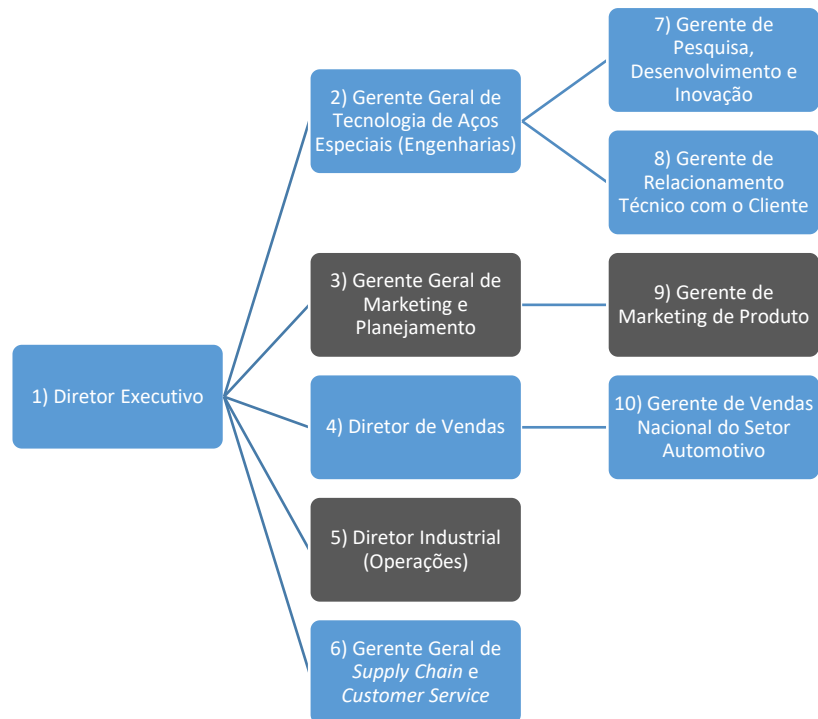 7) Gerente de
Pesquisa,
Desenvolvimento e
Inovação
2) Gerente Geral de
Tecnologia de Aços
Especiais (Engenharias)
8) Gerente de
Relacionamento
Técnico com o Cliente
3) Gerente Geral de
Marketing e
Planejamento
9) Gerente de
Marketing de Produto
1) Diretor Executivo
4) Diretor de Vendas
10) Gerente de Vendas
Nacional do Setor
Automotivo
5) Diretor Industrial
(Operações)
6) Gerente Geral de
Supply Chain e
Customer Service